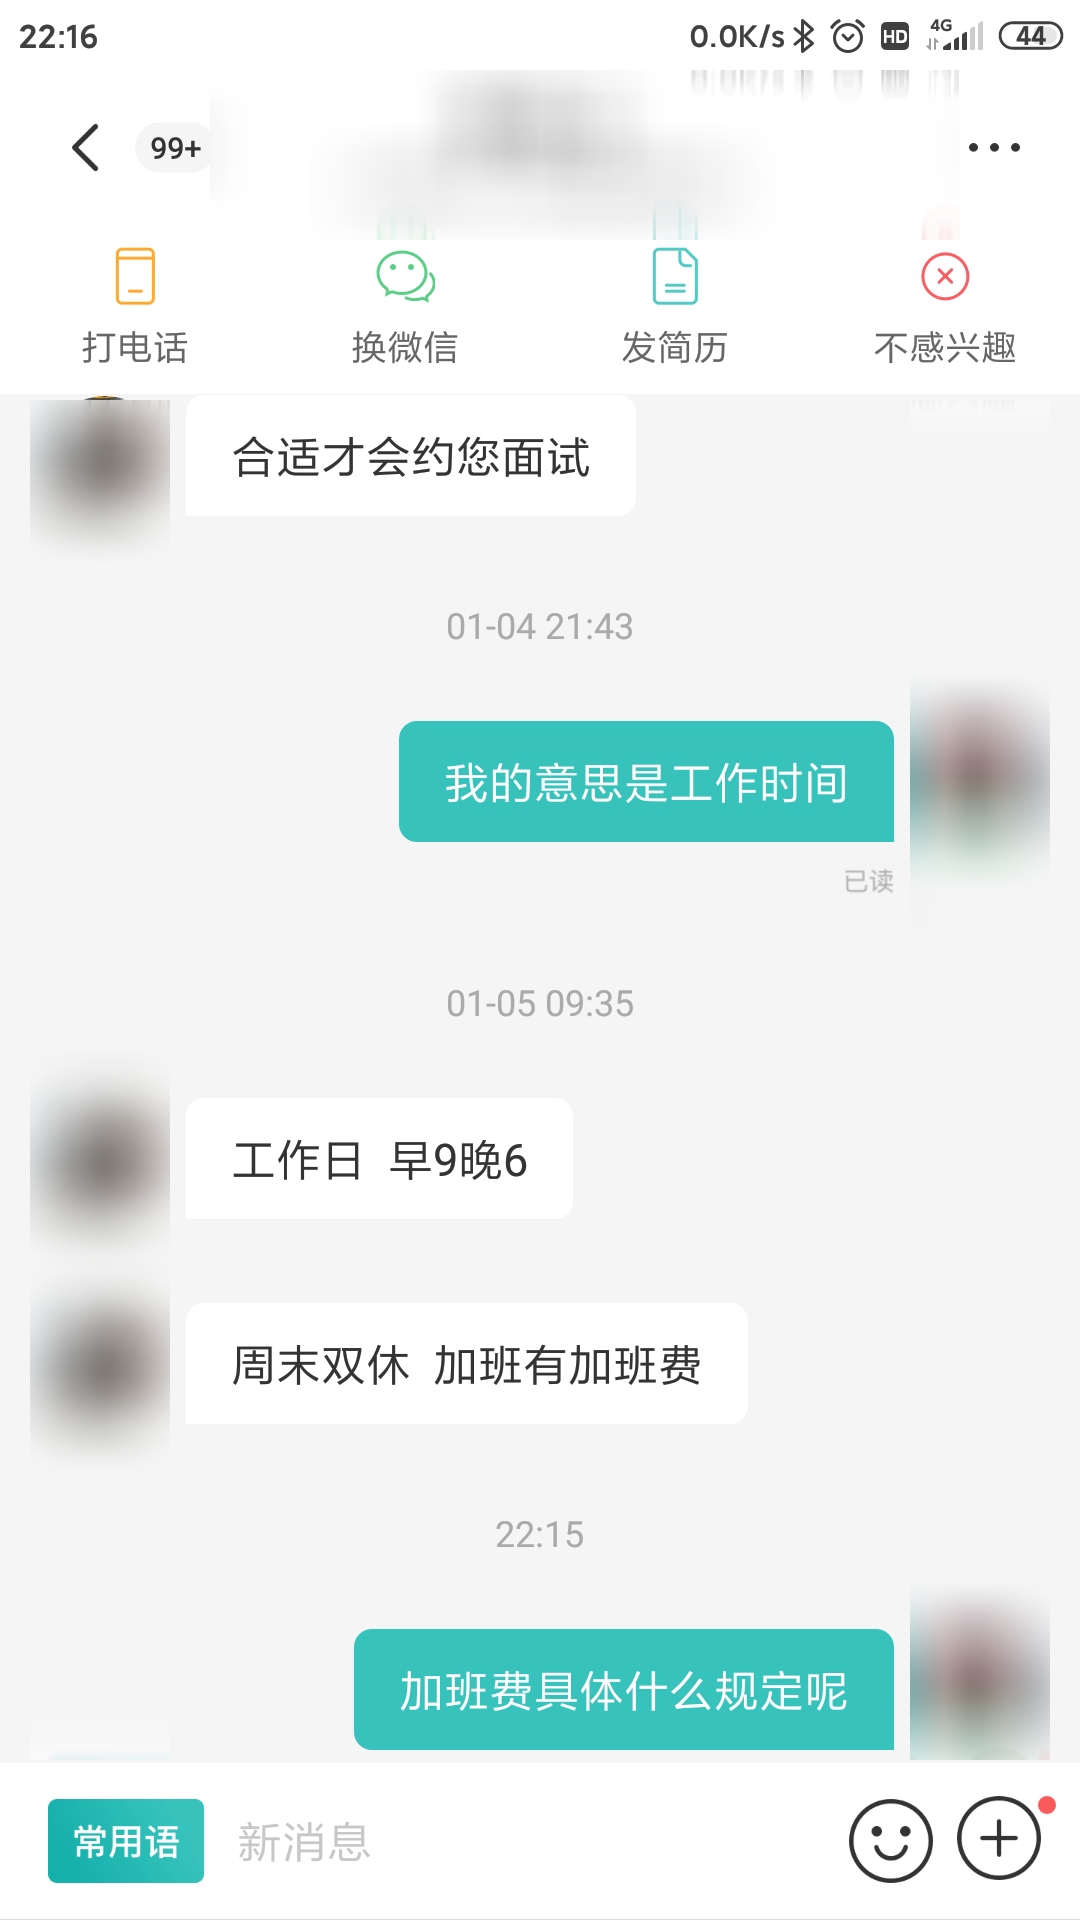 22:16 0.0K/s HD 4G 44
99+
打电话 换微信 发简历 不感兴趣
合适才会约您面试
01-04 21:43
我的意思是工作时间
已读
01-05 09:35
工作日 早9晚6
周末双休 加班有加班费
22:15
加班费具体什么规定呢
常用语 新消息